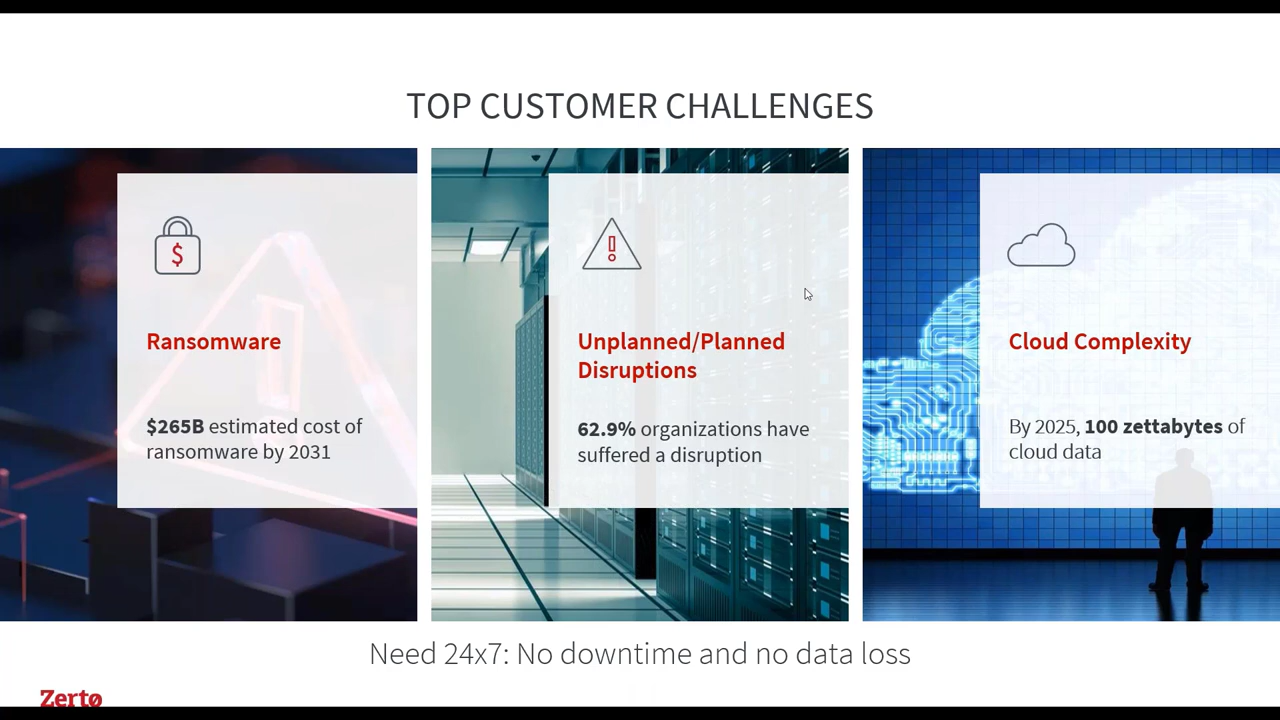 TOP CUSTOMER CHALLENGES
$
Ransomware
$265B estimated cost of
ransomware by 2031
!
Unplanned/Planned
Disruptions
62.9% organizations have
suffered a disruption
Cloud Complexity
By 2025, 100 zettabytes of
cloud data
Need 24x7: No downtime and no data loss
Zerto